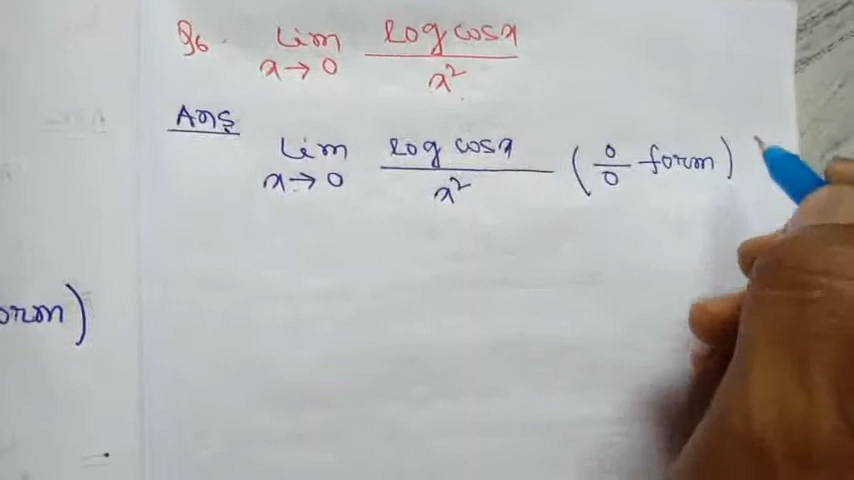 Q6. lim x→0 log cosx / x²
Ans
lim x→0 log cosx / x² (0/0 form)
orm)